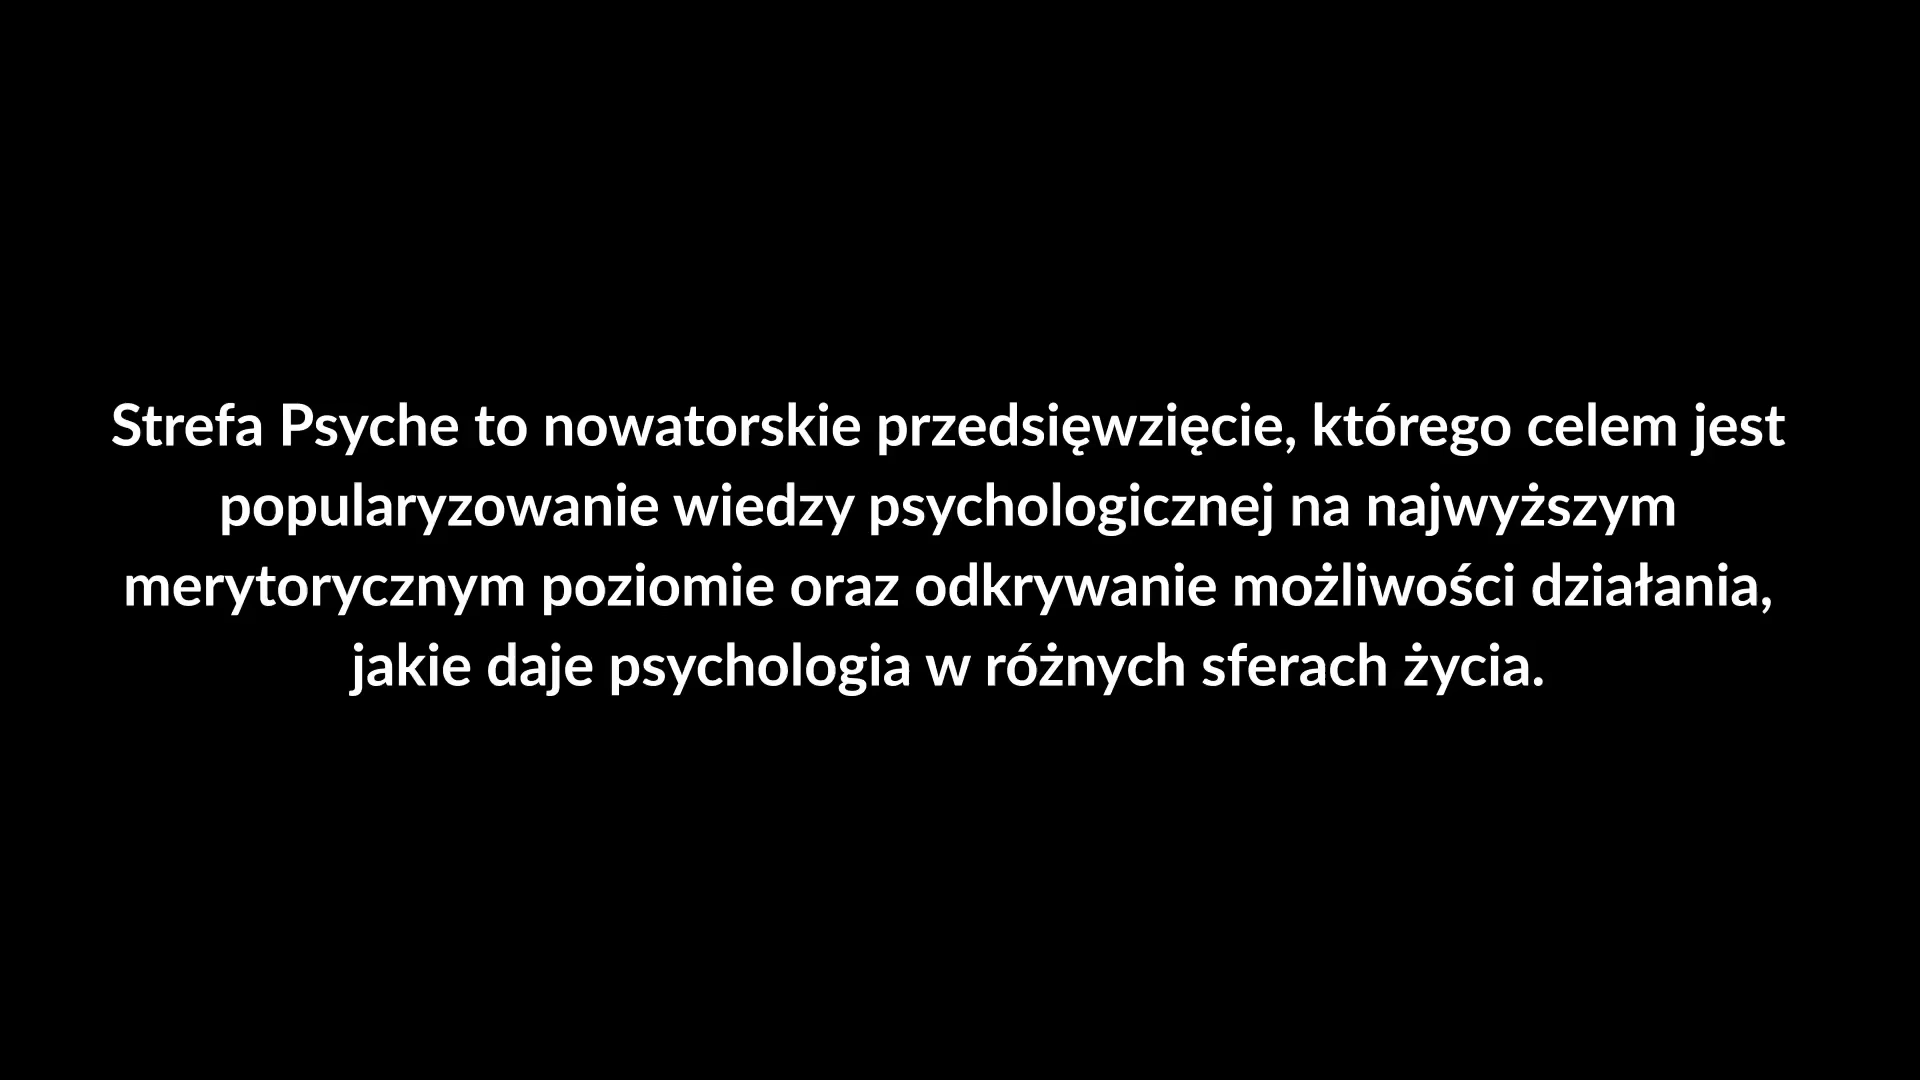 Strefa Psyche to nowatorskie przedsięwzięcie, którego celem jest
popularyzowanie wiedzy psychologicznej na najwyższym
merytorycznym poziomie oraz odkrywanie możliwości działania,
jakie daje psychologia w różnych sferach życia.